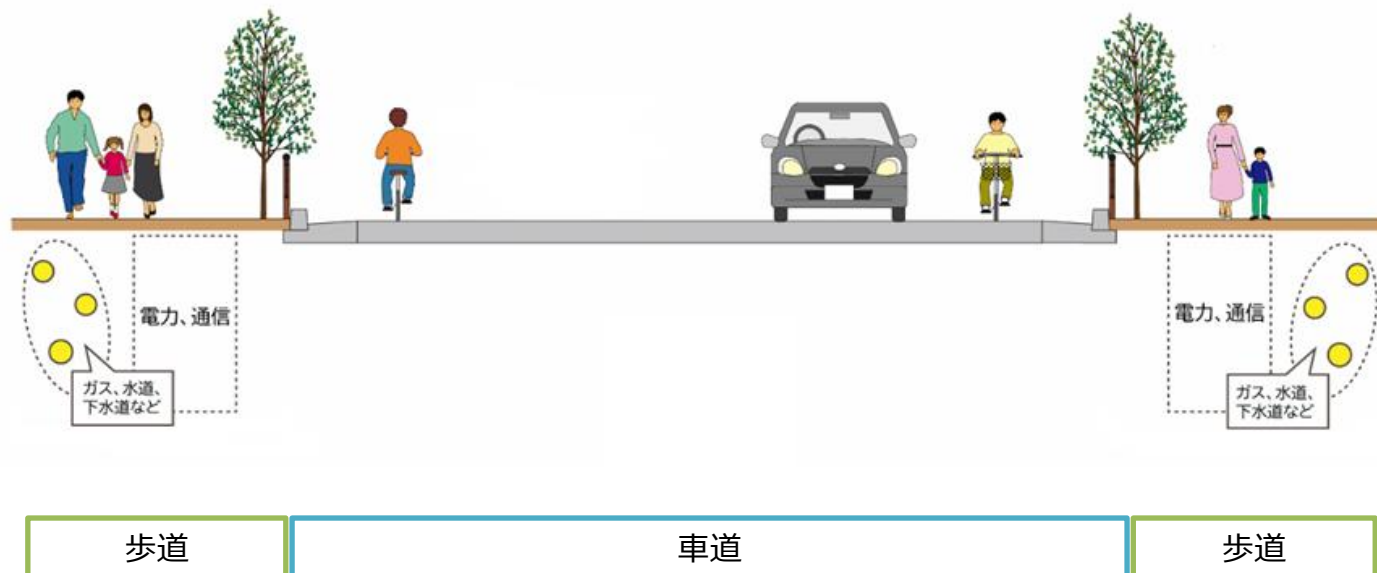 電力、通信
ガス、水道、
下水道など
電力、通信
ガス、水道、
下水道など
歩道
車道
歩道